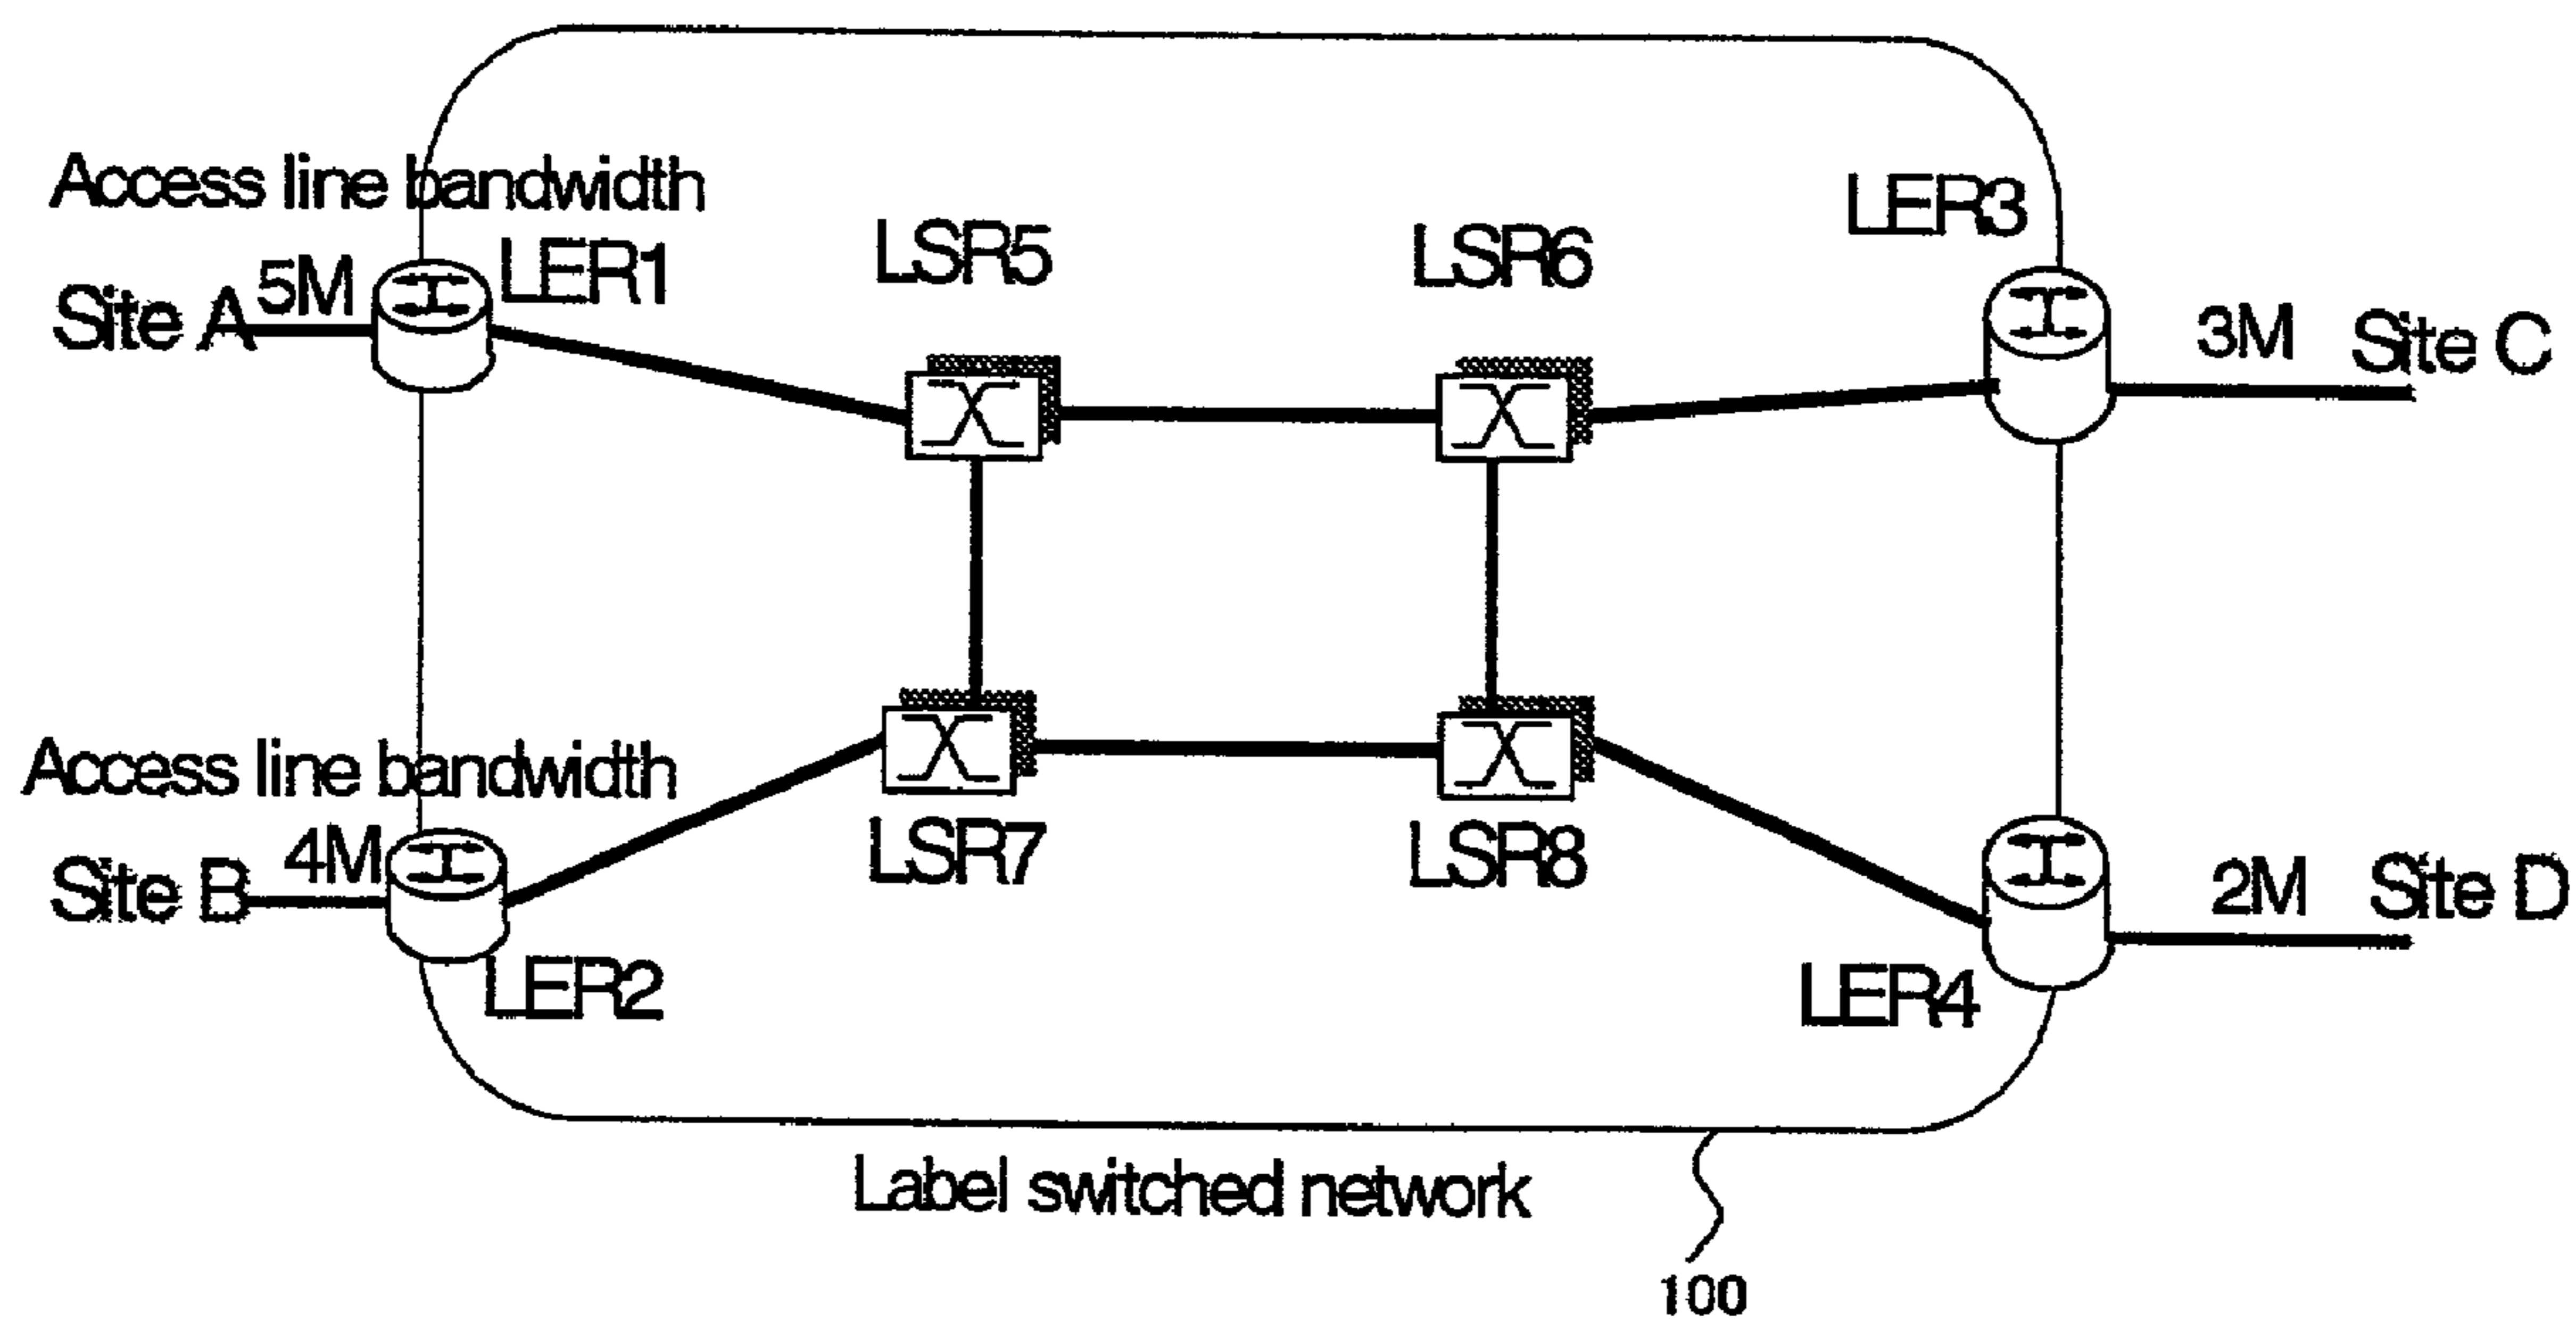 Access line bandwidth
LER3
LER1
LSR5
LSR6
5M
Site A
3M
Site C
Access line bandwidth
4M
LSR7
LSR8
Site B
2M
Site D
LER2
LER4
Label switched network
100